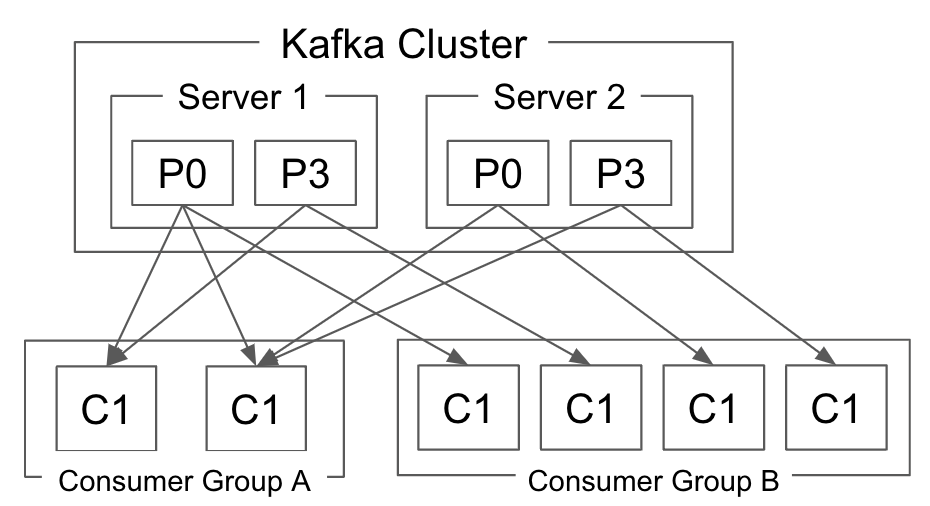 Kafka Cluster
Server 1
Server 2
P0
P3
P0
P3
C1
C1
C1
C1
C1
C1
Consumer Group A
Consumer Group B